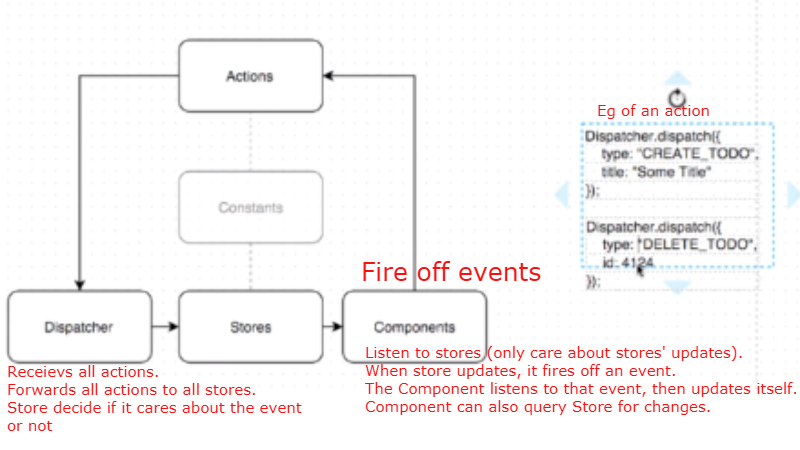 Actions
Eg of an action
Dispatcher.dispatch({
type: "CREATE_TODO",
title: "Some Title"
});
Constants
Dispatcher.dispatch({
type: "DELETE_TODO",
id: 4124
});
Fire off events
Dispatcher
Stores
Components
Receievs all actions.
Forwards all actions to all stores.
Store decide if it cares about the event
or not
Listen to stores (only care about stores' updates).
When store updates, it fires off an event.
The Component listens to that event, then updates itself.
Component can also query Store for changes.